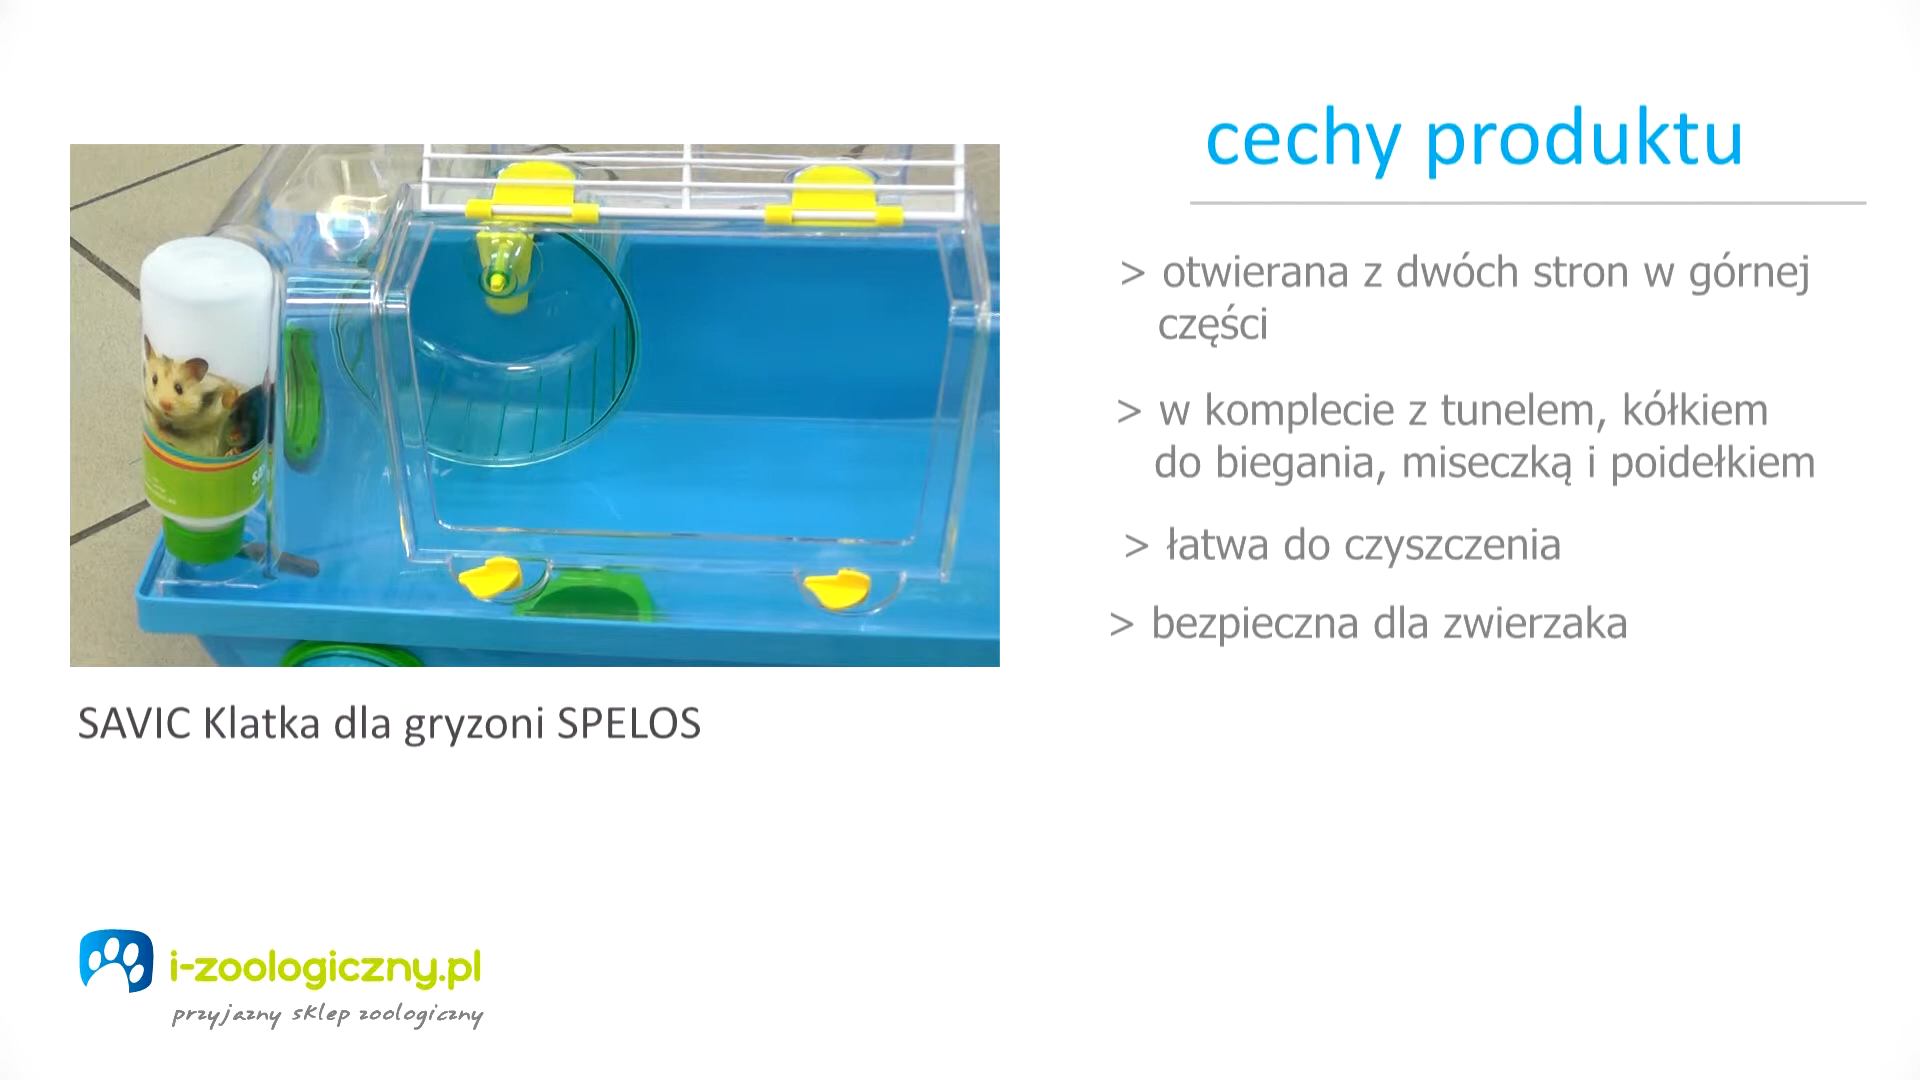 cechy produktu
> otwierana z dwóch stron w górnej
części
> w komplecie z tunelem, kółkiem
do biegania, miseczką i poidełkiem
> łatwa do czyszczenia
> bezpieczna dla zwierzaka
SAVIC Klatka dla gryzoni SPELOS
i-zoologiczny.pl
przyjazny sklep zoologiczny